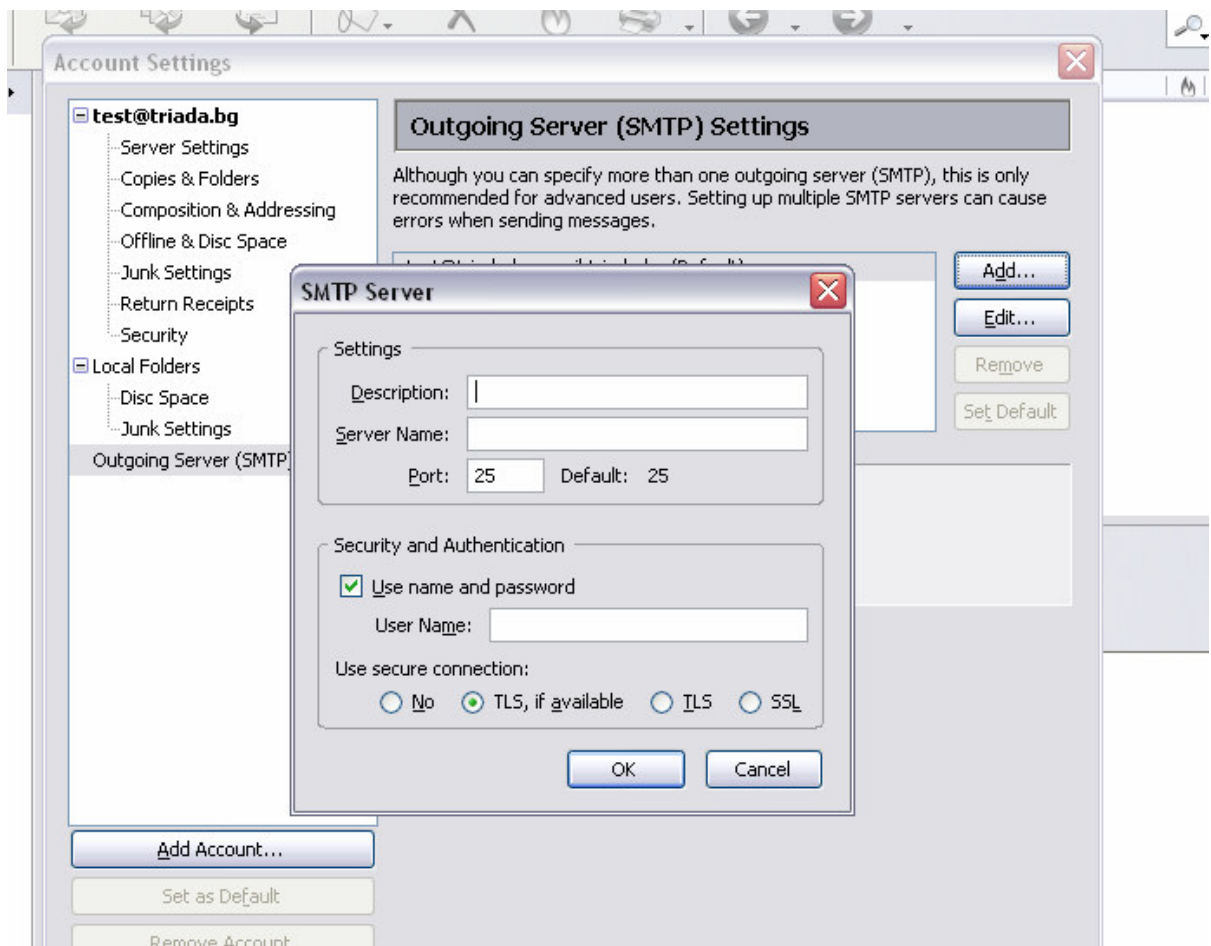 Account Settings
test@triada.bg
Server Settings
Copies & Folders
Composition & Addressing
Offline & Disc Space
Junk Settings
Return Receipts
Security
Local Folders
Disc Space
Junk Settings
Outgoing Server (SMTP)
Add Account...
Set as Default
Remove Account
Outgoing Server (SMTP) Settings
Although you can specify more than one outgoing server (SMTP), this is only
recommended for advanced users. Setting up multiple SMTP servers can cause
errors when sending messages.
Add...
Edit...
Remove
Set Default
SMTP Server
Settings
Description:
Server Name:
Port: 25 Default: 25
Security and Authentication
Use name and password
User Name:
Use secure connection:
No TLS, if available TLS SSL
OK Cancel